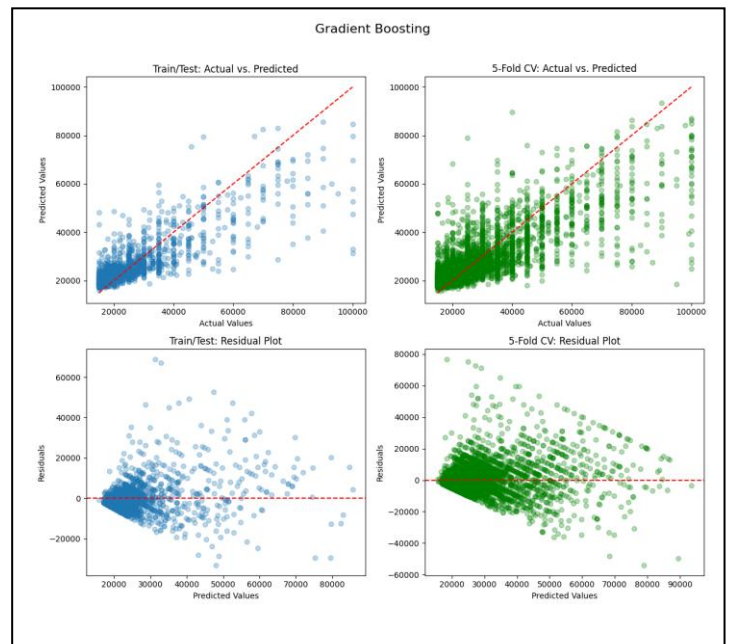 Gradient Boosting
Train/Test: Actual vs. Predicted
5-Fold CV: Actual vs. Predicted
100000
80000
60000
40000
20000
Predicted Values
20000 40000 60000 80000 100000
Actual Values
100000
80000
60000
40000
20000
Predicted Values
20000 40000 60000 80000 100000
Actual Values
Train/Test: Residual Plot
5-Fold CV: Residual Plot
60000
40000
20000
0
−20000
Residuals
20000 30000 40000 50000 60000 70000 80000
Predicted Values
80000
60000
40000
20000
0
−20000
−40000
−60000
Residuals
20000 30000 40000 50000 60000 70000 80000 90000
Predicted Values